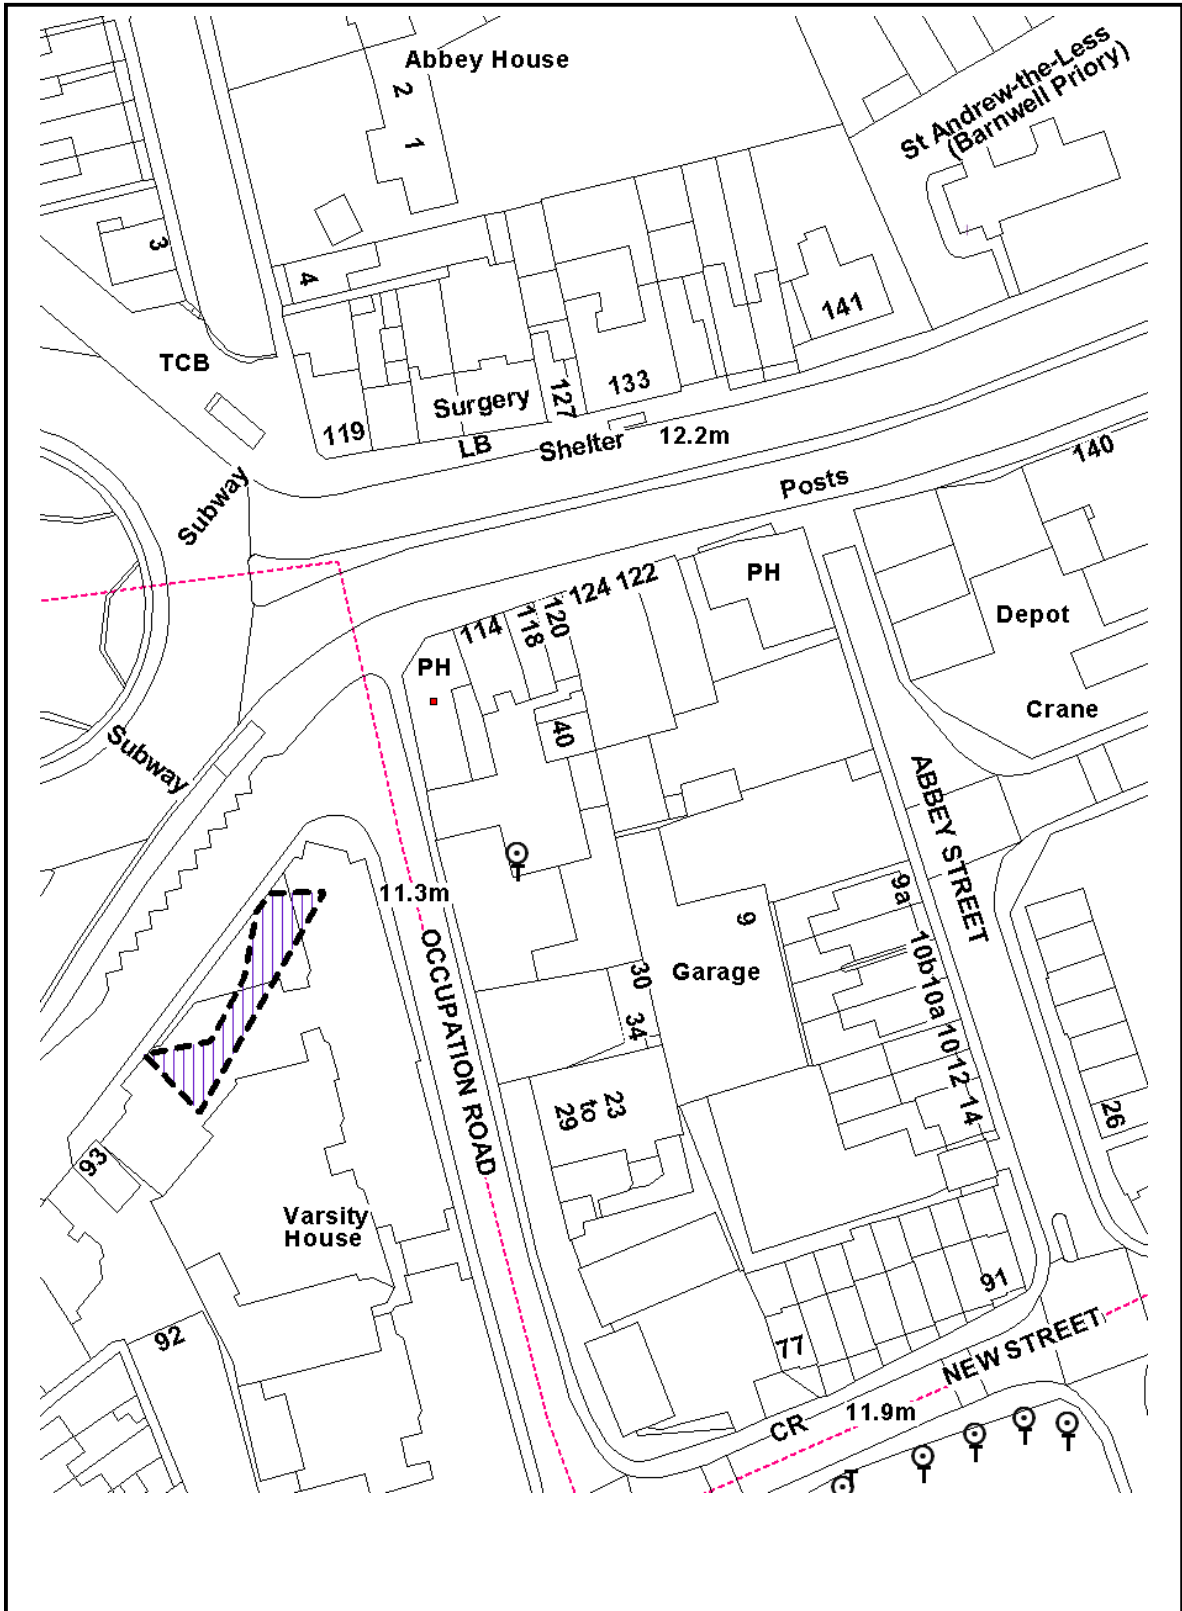 Abbey House
2
1
St Andrew-the-Less
(Barnwell Priory)
3
4
141
TCB
133
127
Surgery
119
LB
Shelter
12.2m
140
Subway
Posts
PH
124 122
120
118
114
Depot
PH
Crane
40
Subway
ABBEY STREET
11.3m
9a
9
OCCUPATION ROAD
Garage
30
10b
10a
34
10
12
14
23
to
29
26
93
Varsity
House
91
92
77
NEW STREET
11.9m
CR